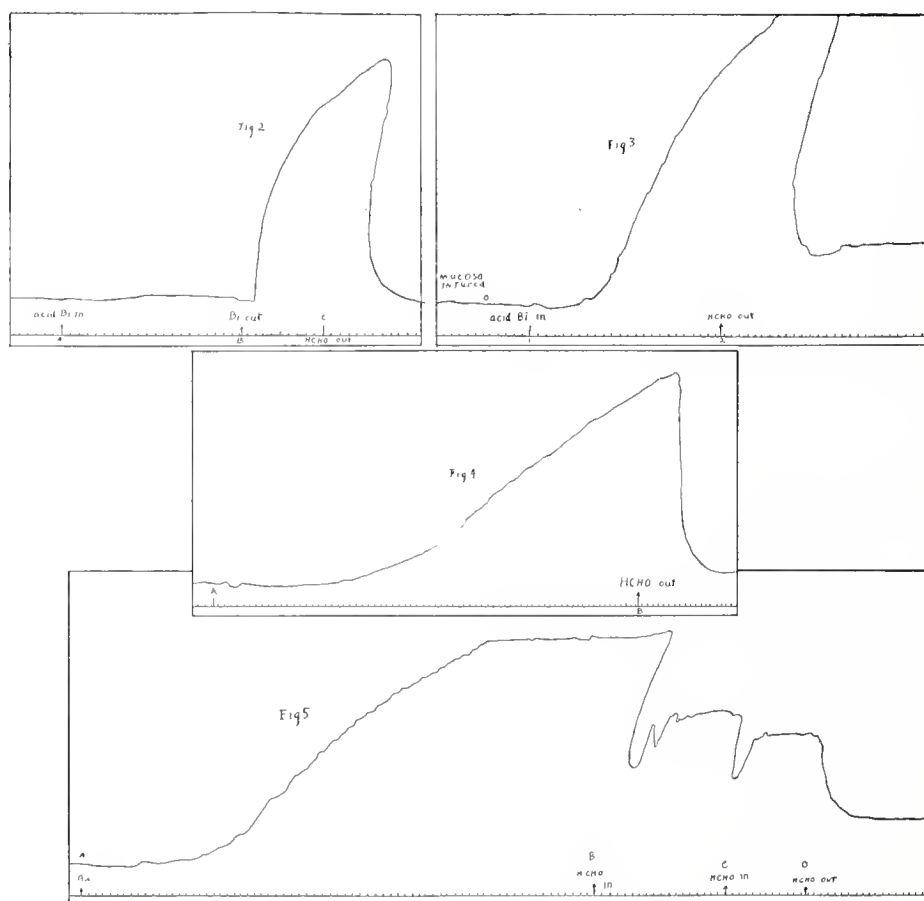 Fig 2
acid Bi in
A
Bi out
B
C
HCHO out
Fig 3
MUCOSA
INJURED
O
acid Bi in
1
HCHO out
2
Fig 4
A
HCHO out
B
Fig 5
A
B
HCHO
in
C
HCHO in
D
HCHO out